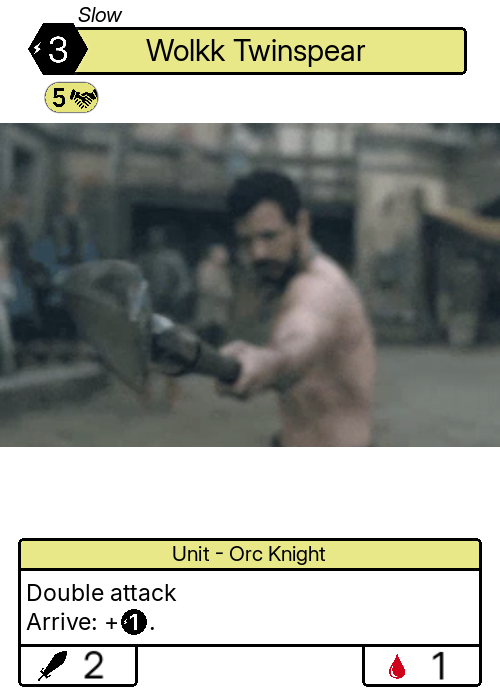 Slow
3 Wolkk Twinspear
5
Unit - Orc Knight
Double attack
Arrive: +1.
2 1